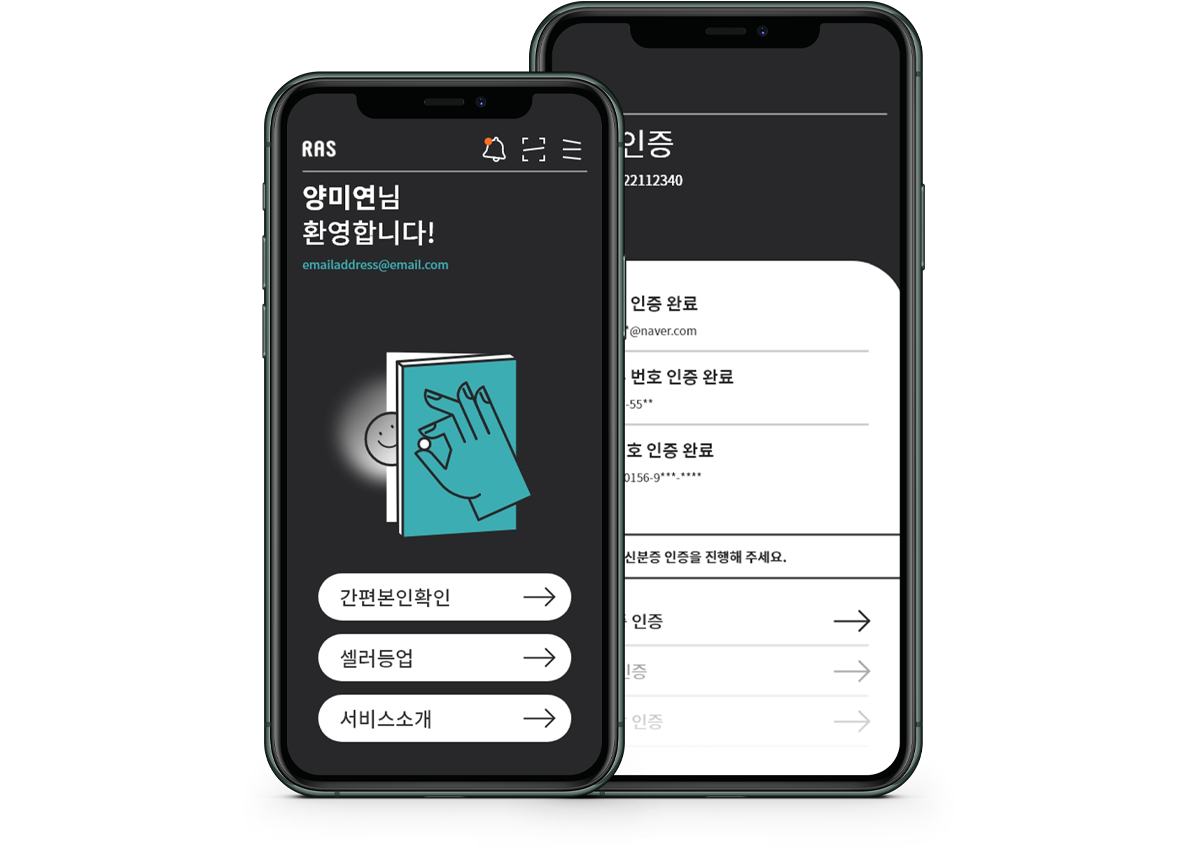 RAS
양미연님
환영합니다!
emailaddress@email.com
간편본인확인
셀러등업
서비스소개
인증
22112340
인증 완료
*@naver.com
번호 인증 완료
-55**
호 인증 완료
0156-9***-****
신분증 인증을 진행해 주세요.
인증
인증
인증